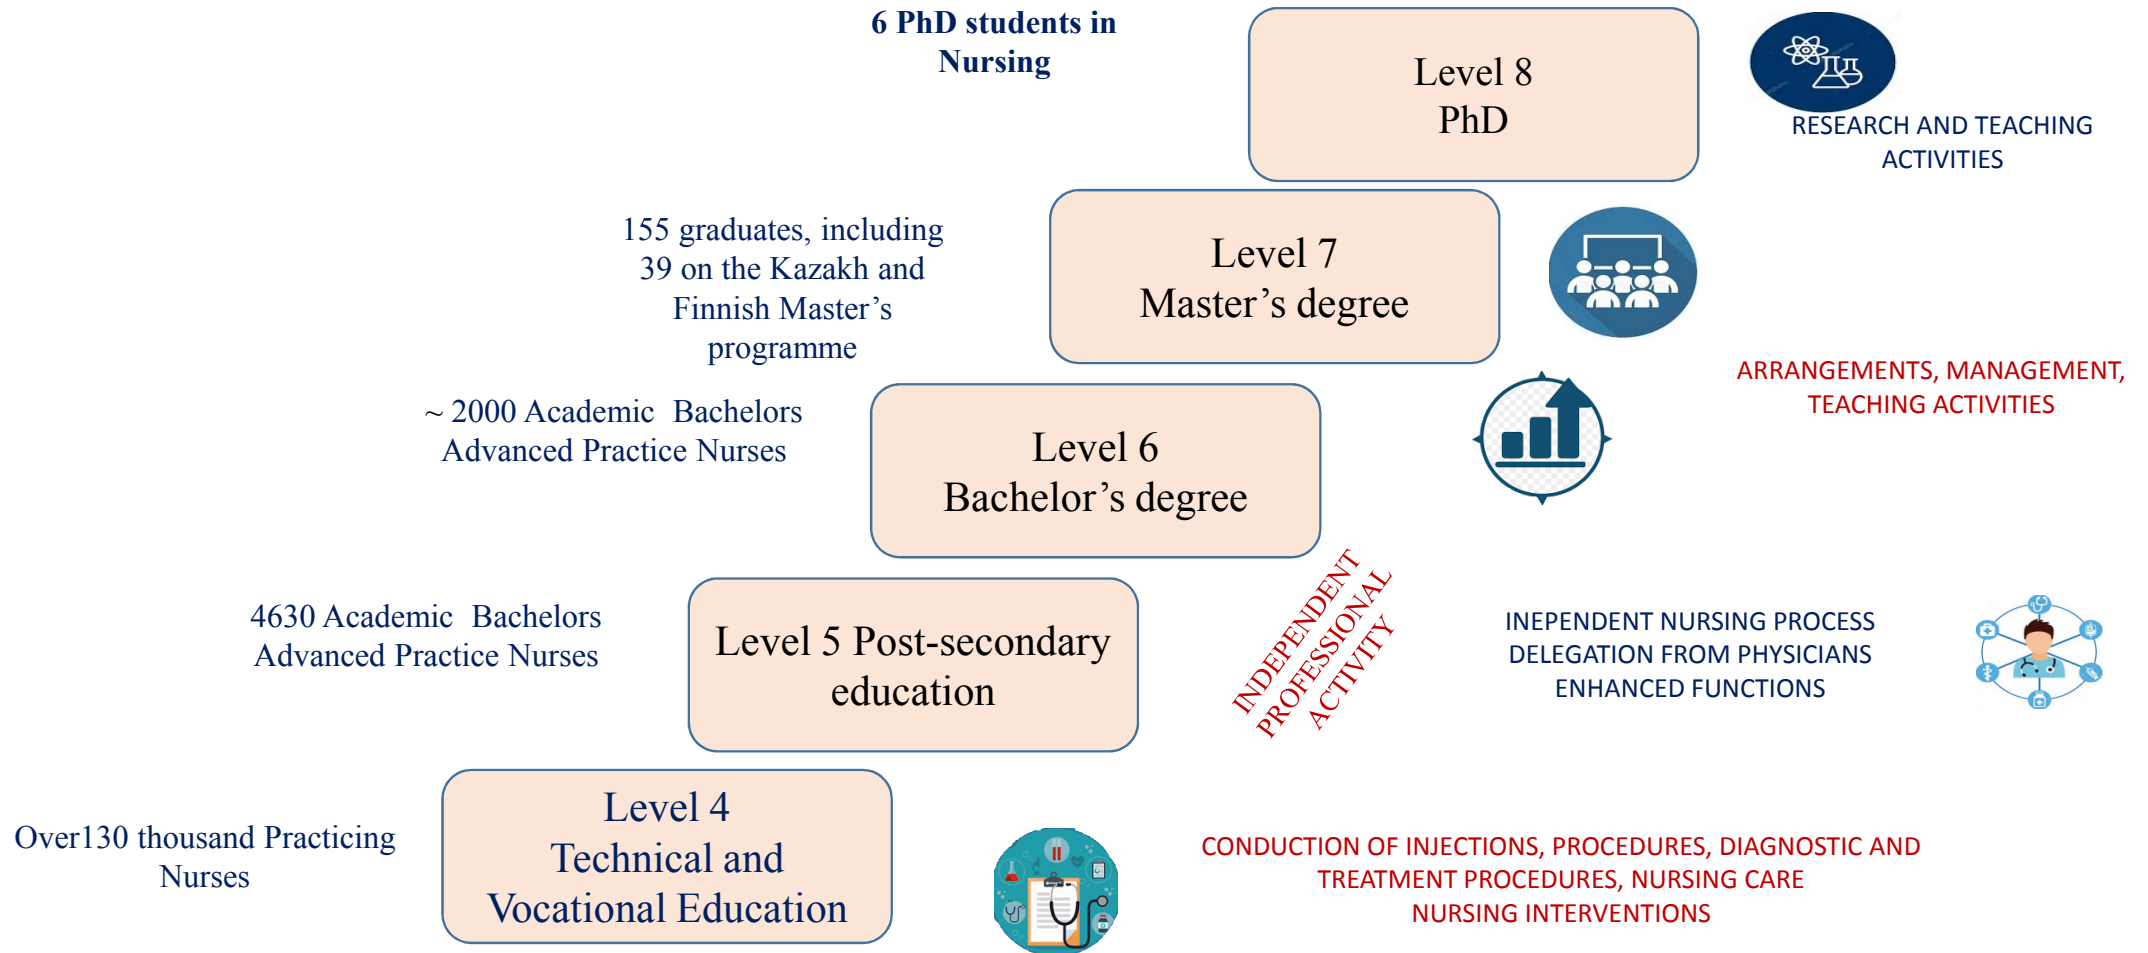 6 PhD students in
Nursing
Level 8
PhD
RESEARCH AND TEACHING
ACTIVITIES
155 graduates, including
39 on the Kazakh and
Finnish Master’s
programme
Level 7
Master’s degree
ARRANGEMENTS, MANAGEMENT,
TEACHING ACTIVITIES
~ 2000 Academic Bachelors
Advanced Practice Nurses
Level 6
Bachelor’s degree
4630 Academic Bachelors
Advanced Practice Nurses
Level 5 Post-secondary
education
INDEPENDENT
PROFESSIONAL
ACTIVITY
INEPENDENT NURSING PROCESS
DELEGATION FROM PHYSICIANS
ENHANCED FUNCTIONS
Over130 thousand Practicing
Nurses
Level 4
Technical and
Vocational Education
CONDUCTION OF INJECTIONS, PROCEDURES, DIAGNOSTIC AND
TREATMENT PROCEDURES, NURSING CARE
NURSING INTERVENTIONS